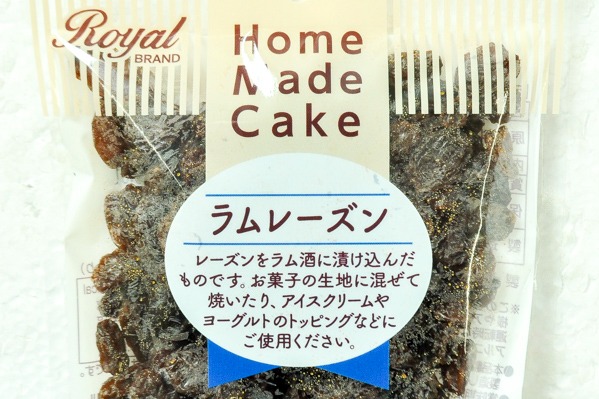 Royal
BRAND
Home
Made
Cake
ラムレーズン
レーズンをラム酒に漬け込んだ
ものです。お菓子の生地に混ぜて
焼いたり、アイスクリームや
ヨーグルトのトッピングなどに
ご使用ください。